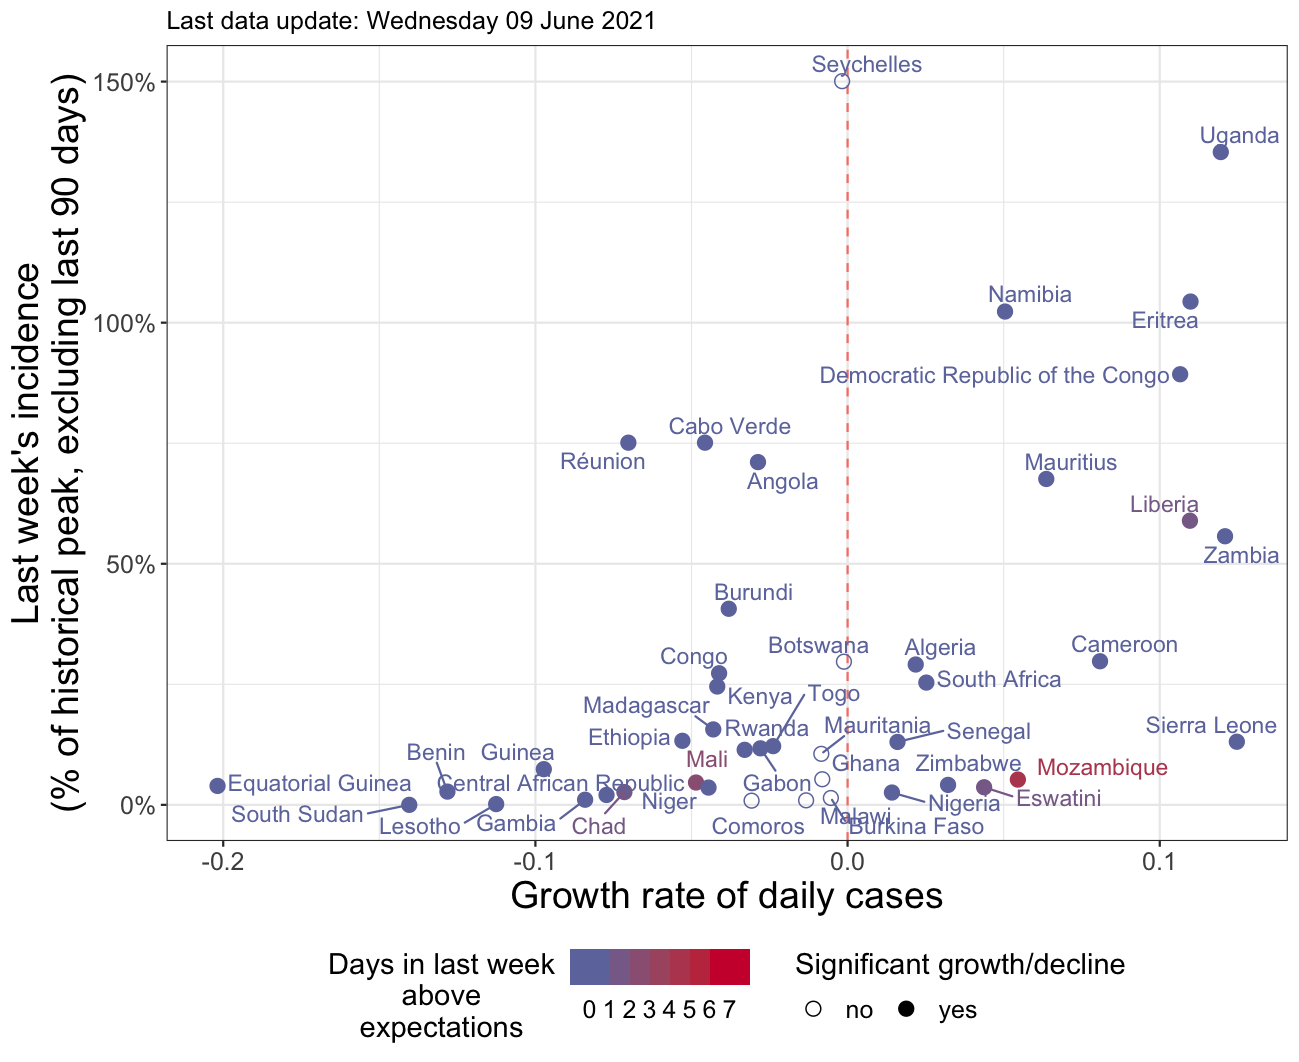 Last data update: Wednesday 09 June 2021
Last week's incidence
(% of historical peak, excluding last 90 days)
150%
100%
50%
0%
Seychelles
Uganda
Namibia
Eritrea
Democratic Republic of the Congo
Cabo Verde
Réunion
Angola
Mauritius
Liberia
Zambia
Burundi
Botswana
Algeria
Cameroon
Congo
South Africa
Kenya
Togo
Madagascar
Rwanda
Mauritania
Senegal
Sierra Leone
Ethiopia
Benin
Guinea
Mali
Ghana
Zimbabwe
Mozambique
Equatorial Guinea
Central African Republic
Gabon
Niger
Nigeria
Eswatini
South Sudan
Lesotho
Gambia
Chad
Comoros
Malawi
Burkina Faso
-0.2
-0.1
0.0
0.1
Growth rate of daily cases
Days in last week
above
expectations
0 1 2 3 4 5 6 7
Significant growth/decline
no
yes